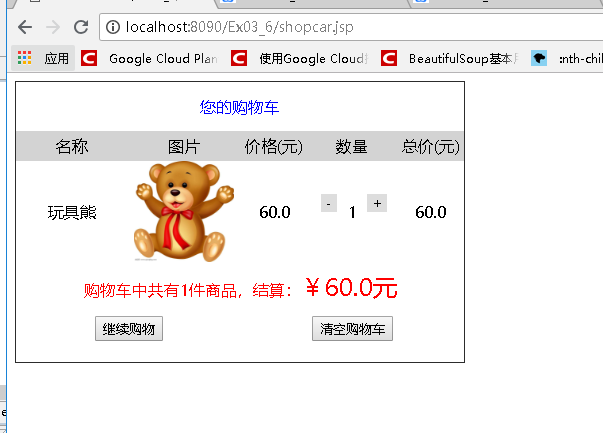 localhost:8090/Ex03_6/shopcar.jsp
应用 Google Cloud Plan 使用Google Cloud BeautifulSoup基本 :nth-chil
您的购物车
名称 图片 价格(元) 数量 总价(元)
玩具熊 60.0 - 1 + 60.0
购物车中共有1件商品，结算：￥60.0元
继续购物 清空购物车